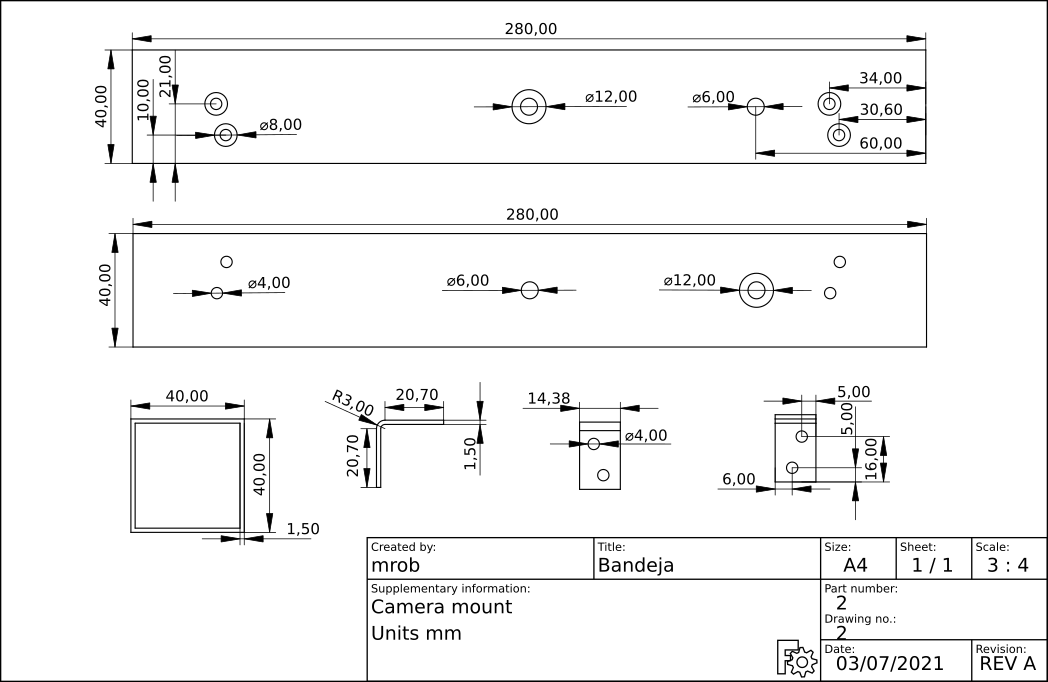 280,00
40,00
10,00
21,00
⌀8,00
⌀12,00
⌀6,00
34,00
30,60
60,00
280,00
40,00
⌀4,00
⌀6,00
⌀12,00
40,00
40,00
1,50
R3,00
20,70
20,70
1,50
14,38
⌀4,00
5,00
5,00
16,00
6,00
Created by:
mrob
Title:
Bandeja
Size:
A4
Sheet:
1 / 1
Scale:
3 : 4
Supplementary information:
Camera mount
Units mm
Part number:
2
Drawing no.:
2
Date:
03/07/2021
Revision:
REV A